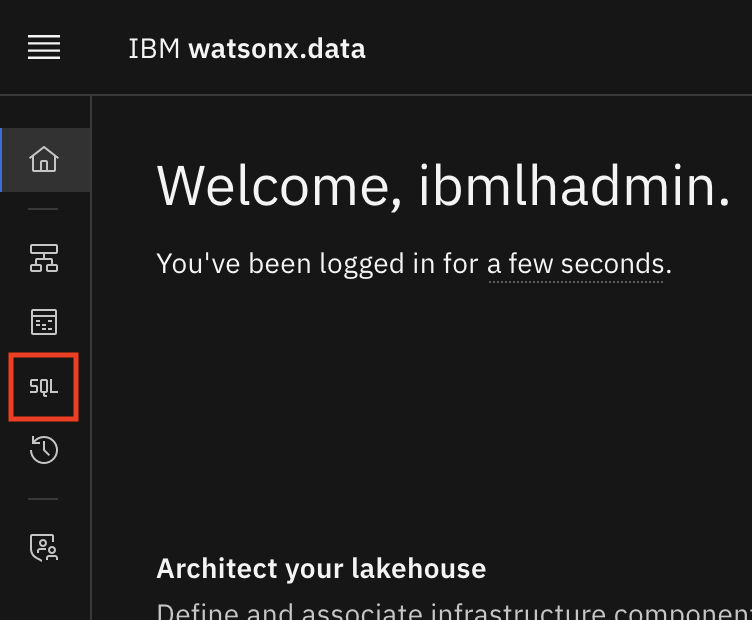 IBM watsonx.data
Welcome, ibmlhadmin.
You've been logged in for a few seconds.
SQL
Architect your lakehouse
Define and associate infrastructure componen